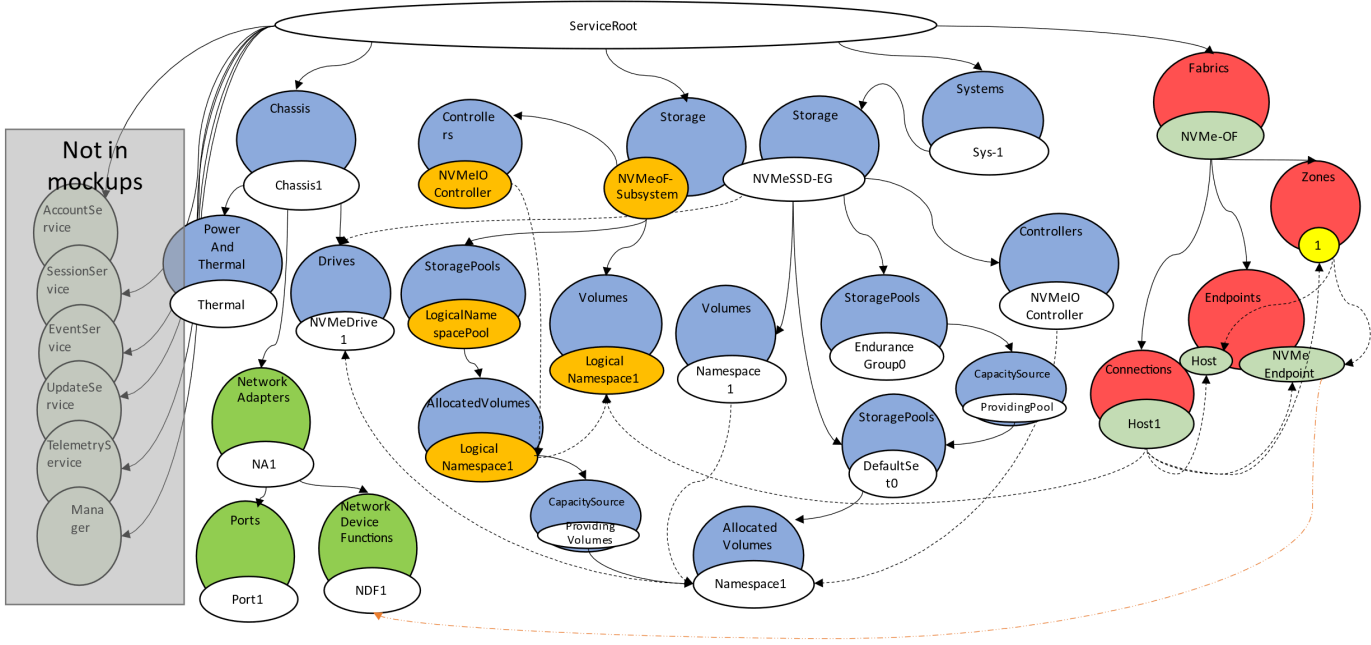 ServiceRoot
Fabrics
NVMe-OF
Systems
Sys-1
Chassis
Chassis1
Controlle
rs
NVMeIO
Controller
Storage
NVMe-oF-
Subsystem
Storage
NVMeSSD-EG
Zones
1
Not in
mockups
AccountSe
rvice
SessionSer
vice
EventSer
vice
UpdateSe
rvice
TelemetryS
ervice
Mana
ger
Power
And
Thermal
Thermal
Drives
NVMeDrive
1
StoragePools
LogicalName
spacePool
Volumes
Logical
Namespace1
Volumes
Namespace
1
StoragePools
Endurance
Group0
Controllers
NVMeIO
Controller
Endpoints
Host
NVMe
Endpoint
Connections
Host1
Network
Adapters
NA1
AllocatedVolumes
Logical
Namespace1
CapacitySource
ProvidingPool
StoragePools
DefaultSe
t0
Ports
Port1
Network
Device
Functions
NDF1
CapacitySource
Providing
Volumes
Allocated
Volumes
Namespace1